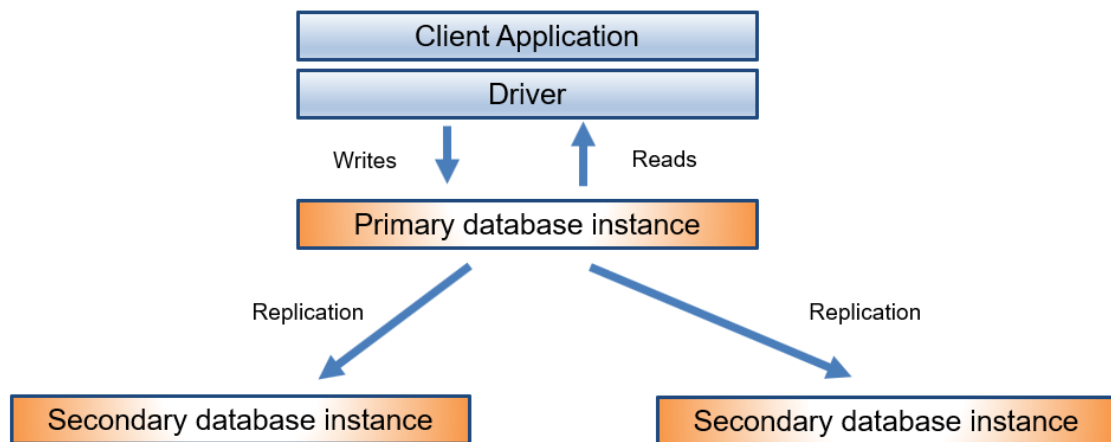 Client Application
Driver
Writes
Reads
Primary database instance
Replication
Replication
Secondary database instance
Secondary database instance